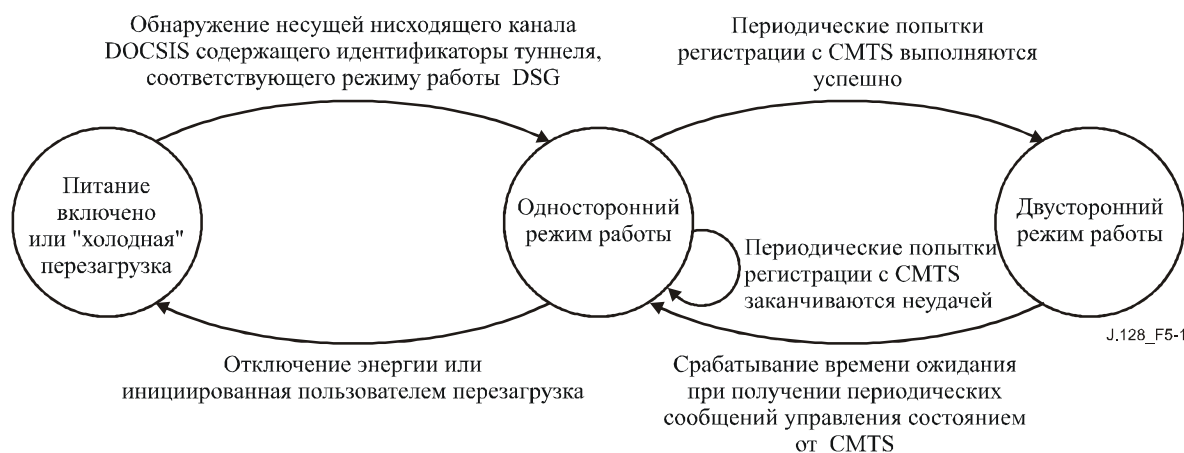 Обнаружение несущей нисходящего канала
DOCSIS содержащего идентификаторы туннеля,
соответствующего режиму работы DSG
Периодические попытки
регистрации с CMTS выполняются
успешно
Питание
включено
или "холодная"
перезагрузка
Односторонний
режим работы
Двусторонний
режим работы
Периодические попытки
регистрации с CMTS
заканчиваются неудачей
J.128_F5-1
Отключение энергии или
инициированная пользователем перезагрузка
Срабатывание времени ожидания
при получении периодических
сообщений управления состоянием
от CMTS